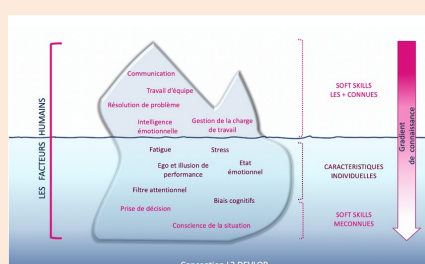 LES FACTEURS HUMAINS
Communication
Travail d'équipe
Résolution de problème
Intelligence
émotionnelle
Gestion de la charge
de travail
Fatigue
Stress
Ego et illusion de
performance
Etat
émotionnel
Filtre attentionnel
Biais cognitifs
Prise de décision
Conscience de la situation
SOFT SKILLS
LES + CONNUES
CARACTERISTIQUES
INDIVIDUELLES
SOFT SKILLS
MECONNUES
Gradient
de connaissance